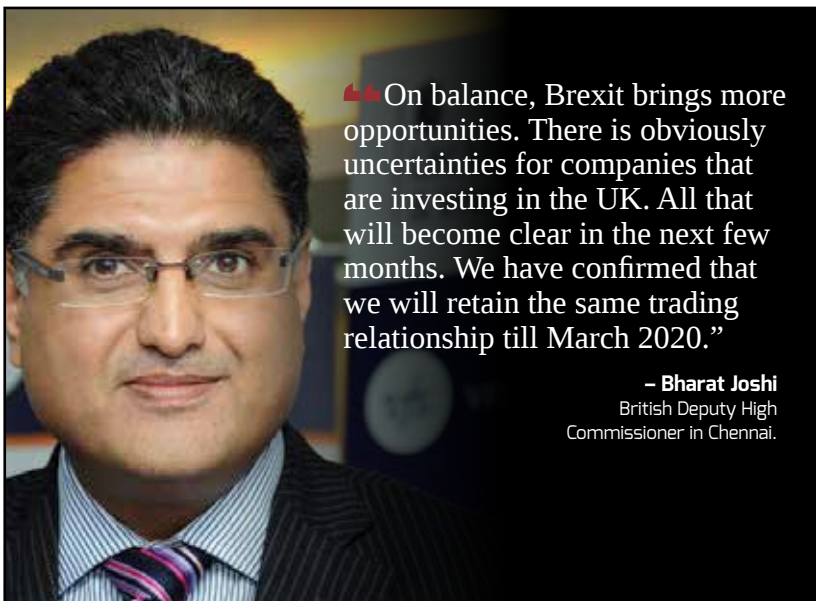 “On balance, Brexit brings more
opportunities. There is obviously
uncertainties for companies that
are investing in the UK. All that
will become clear in the next few
months. We have confirmed that
we will retain the same trading
relationship till March 2020.”
– Bharat Joshi
British Deputy High
Commissioner in Chennai.